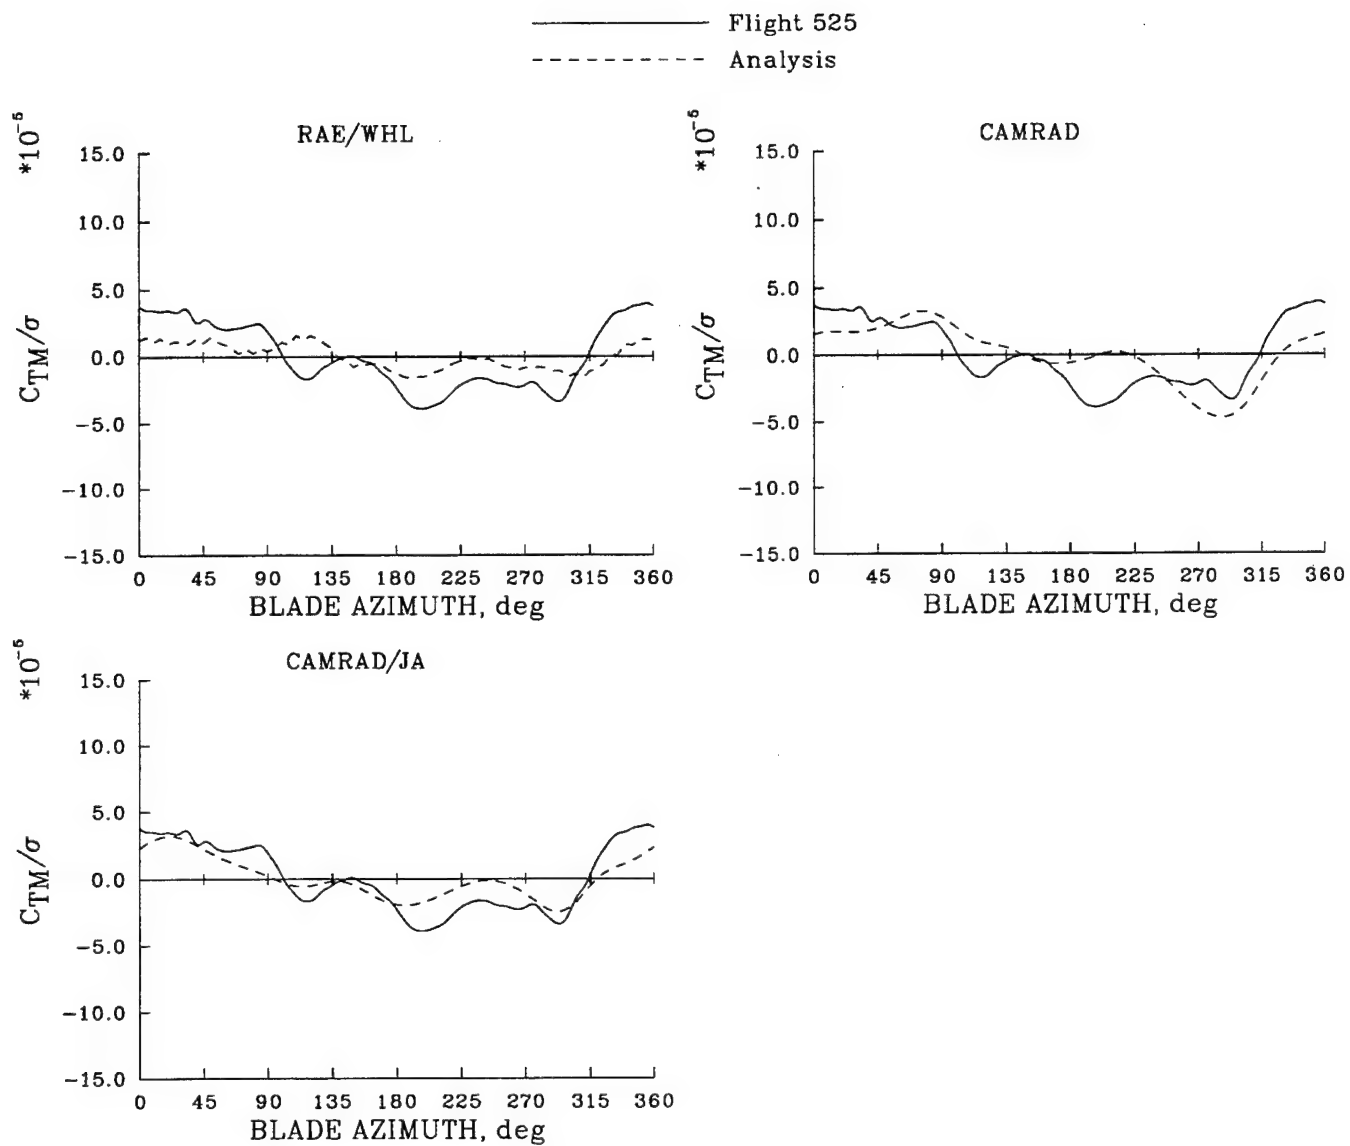 Flight 525
Analysis
RAE/WHL
*10⁻⁵
15.0
10.0
5.0
0.0
−5.0
−10.0
−15.0
C_TM/σ
0 45 90 135 180 225 270 315 360
BLADE AZIMUTH, deg
CAMRAD
*10⁻⁵
15.0
10.0
5.0
0.0
−5.0
−10.0
−15.0
C_TM/σ
0 45 90 135 180 225 270 315 360
BLADE AZIMUTH, deg
CAMRAD/JA
*10⁻⁵
15.0
10.0
5.0
0.0
−5.0
−10.0
−15.0
C_TM/σ
0 45 90 135 180 225 270 315 360
BLADE AZIMUTH, deg